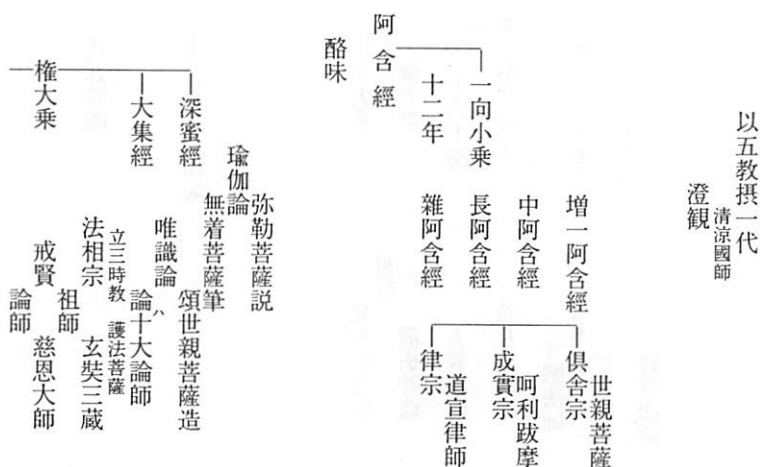 以五教摂一代
清涼國師
澄観
世親菩薩
倶舎宗
呵利跋摩
成實宗
道宣律師
律宗
増一阿含經
中阿含經
長阿含經
雜阿含經
一向小乗
十二年
阿含經
酪味
弥勒菩薩説
瑜伽論
無着菩薩筆
深蜜經
頌世親菩薩造
唯識論
ハ
論十大論師
大集經
立三時教　護法菩薩
法相宗　玄奘三蔵
祖師
戒賢　慈恩大師
論師
権大乗